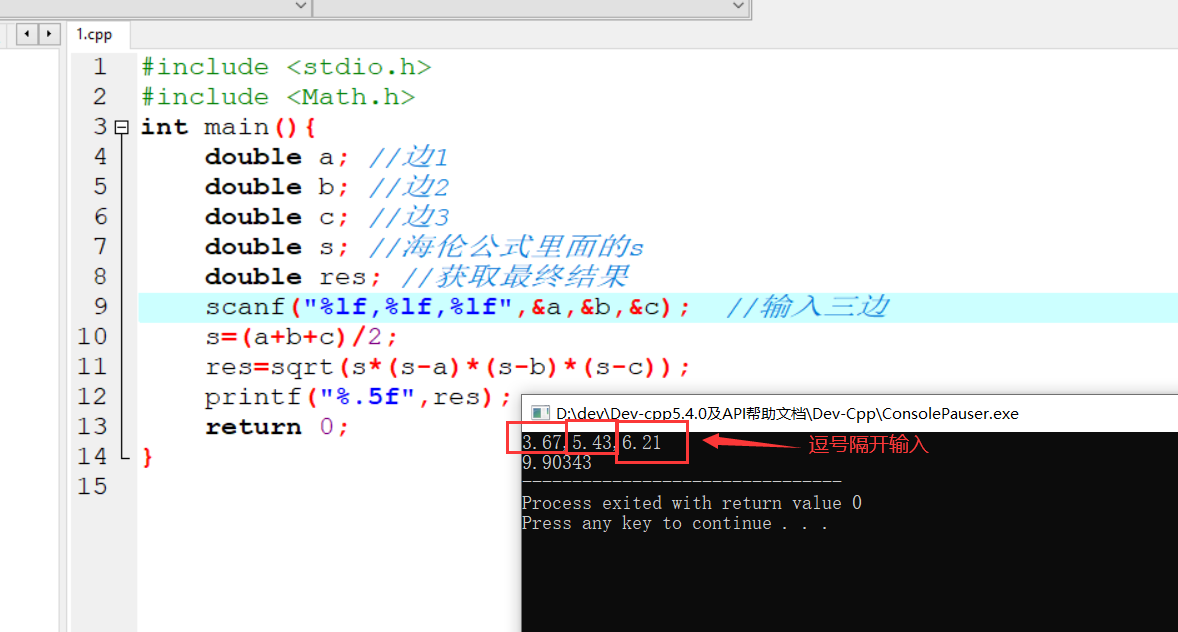 1.cpp
1 #include <stdio.h>
2 #include <Math.h>
3 int main(){
4 double a; //边1
5 double b; //边2
6 double c; //边3
7 double s; //海伦公式里面的s
8 double res; //获取最终结果
9 scanf("%lf,%lf,%lf",&a,&b,&c); //输入三边
10 s=(a+b+c)/2;
11 res=sqrt(s*(s-a)*(s-b)*(s-c));
12 printf("%.5f",res);
13 return 0;
14 }
15
D:\dev\Dev-cpp5.4.0及API帮助文档\Dev-Cpp\ConsolePauser.exe
3.67,5.43,6.21
逗号隔开输入
9.90343
--------------------------------
Process exited with return value 0
Press any key to continue . . .